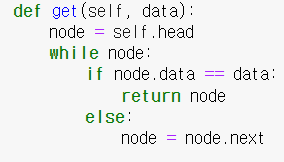 def get(self, data):
    node = self.head
    while node:
        if node.data == data:
            return node
        else:
            node = node.next